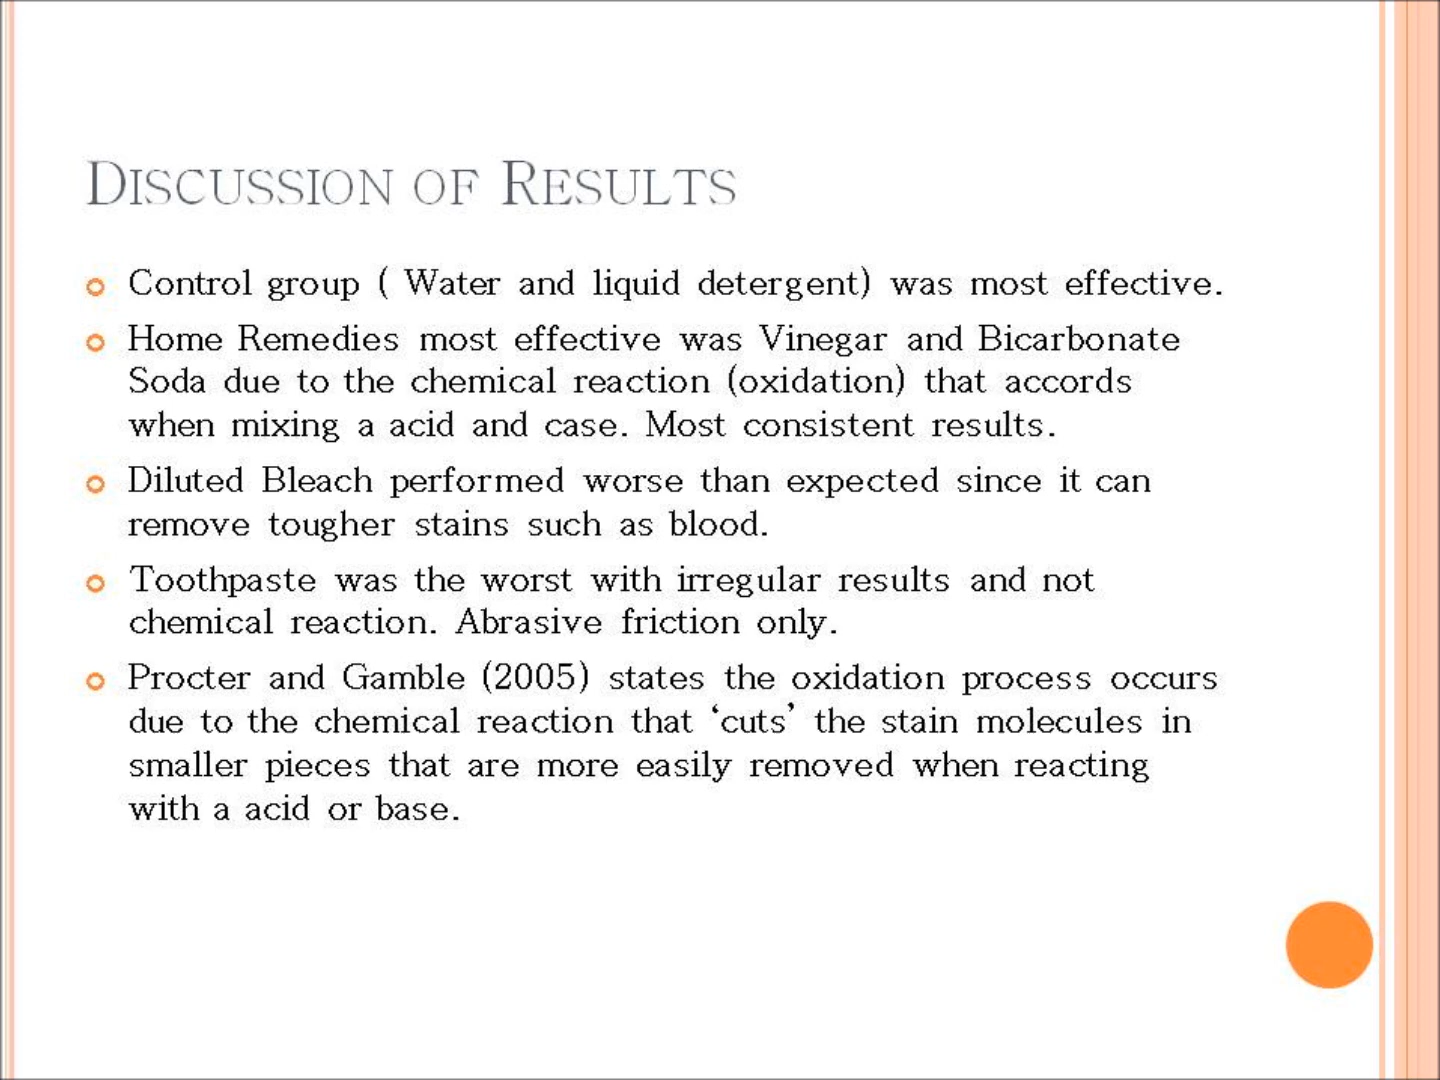 DISCUSSION OF RESULTS
Control group ( Water and liquid detergent) was most effective.
Home Remedies most effective was Vinegar and Bicarbonate
Soda due to the chemical reaction (oxidation) that accords
when mixing a acid and case. Most consistent results.
Diluted Bleach performed worse than expected since it can
remove tougher stains such as blood.
Toothpaste was the worst with irregular results and not
chemical reaction. Abrasive friction only.
Procter and Gamble (2005) states the oxidation process occurs
due to the chemical reaction that ‘cuts’ the stain molecules in
smaller pieces that are more easily removed when reacting
with a acid or base.